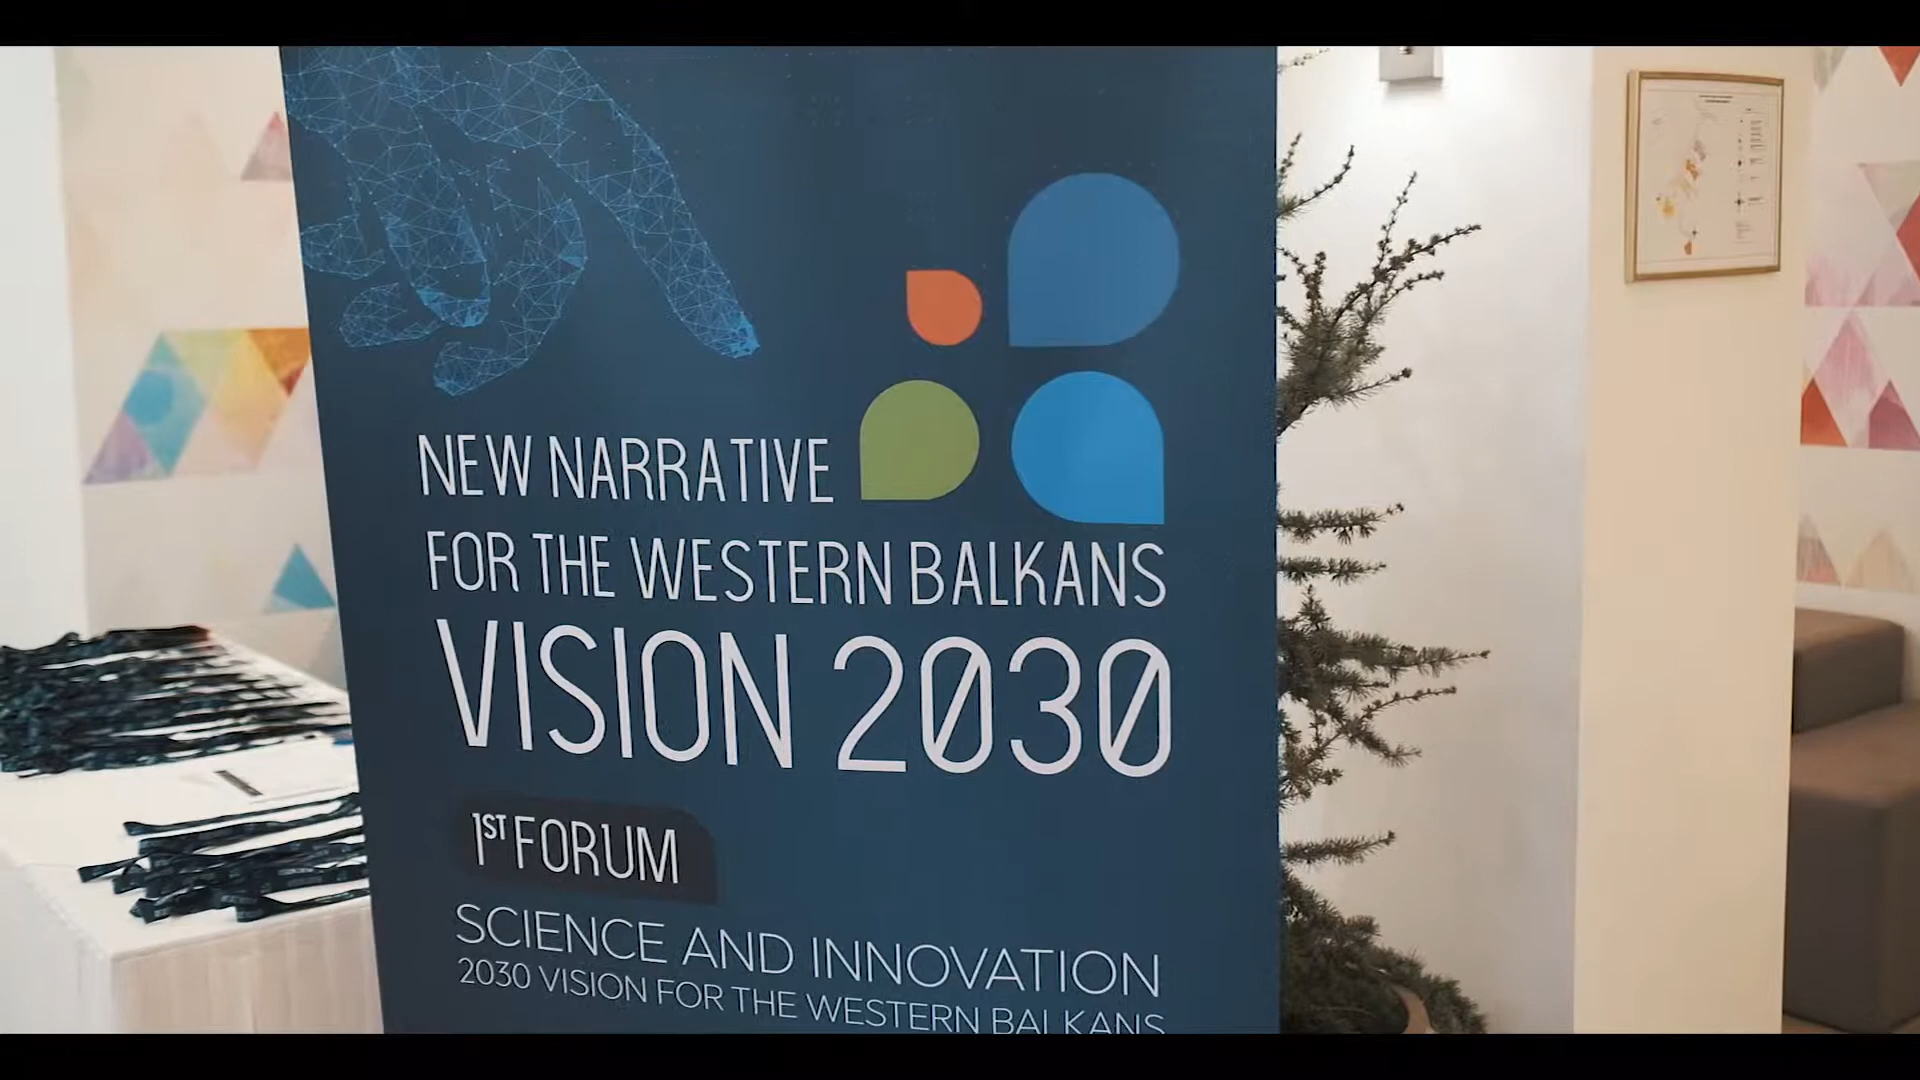 NEW NARRATIVE
FOR THE WESTERN BALKANS
VISION 2030
1ST FORUM
SCIENCE AND INNOVATION
2030 VISION FOR THE WESTERN BALKANS